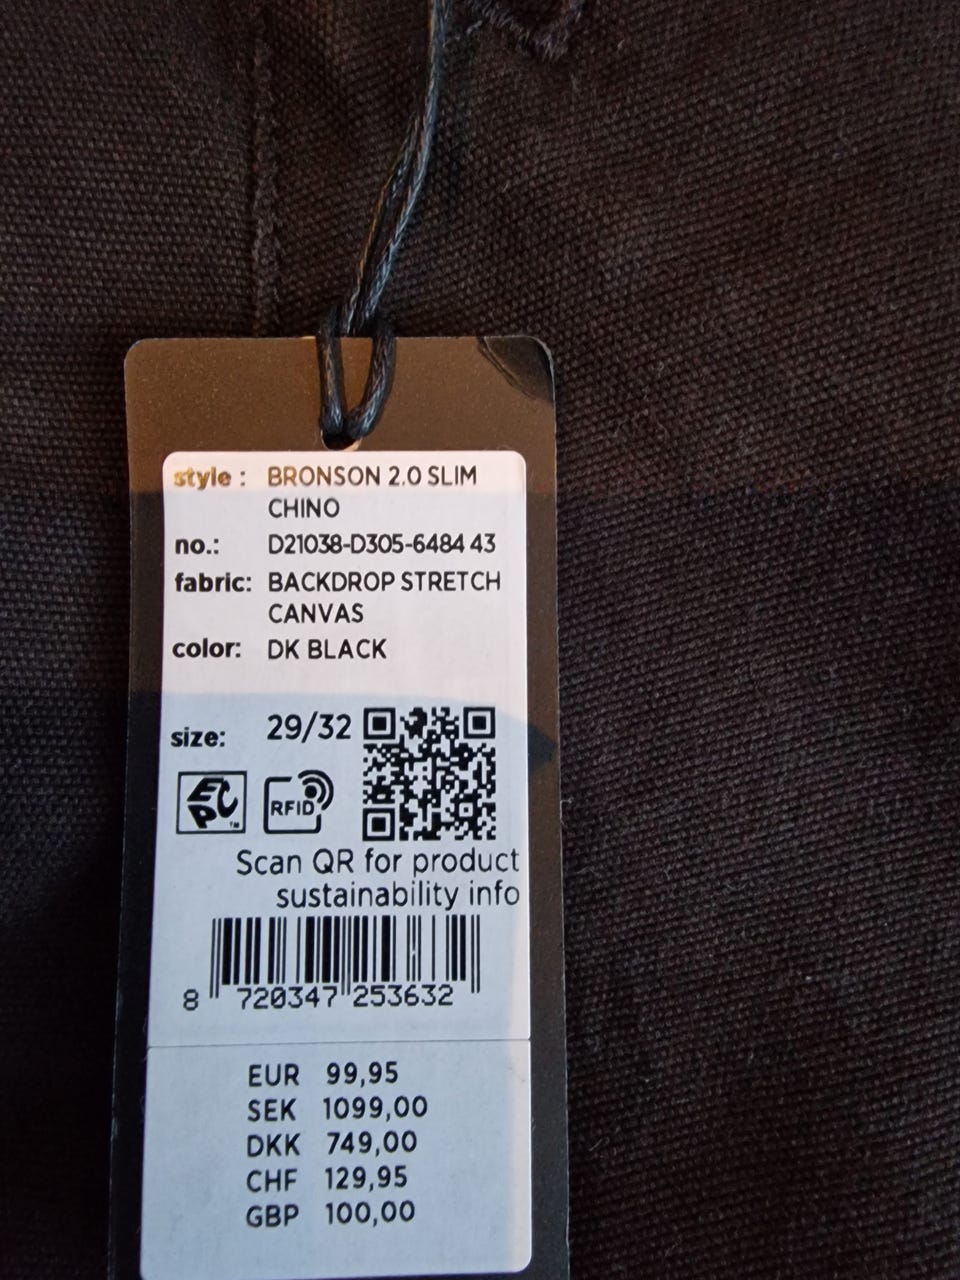 style : BRONSON 2.0 SLIM
CHINO
no.: D21038-D305-6484 43
fabric: BACKDROP STRETCH
CANVAS
color: DK BLACK
size: 29/32
EPC™
RFID
Scan QR for product
sustainability info
8 720347 253632
EUR 99,95
SEK 1099,00
DKK 749,00
CHF 129,95
GBP 100,00